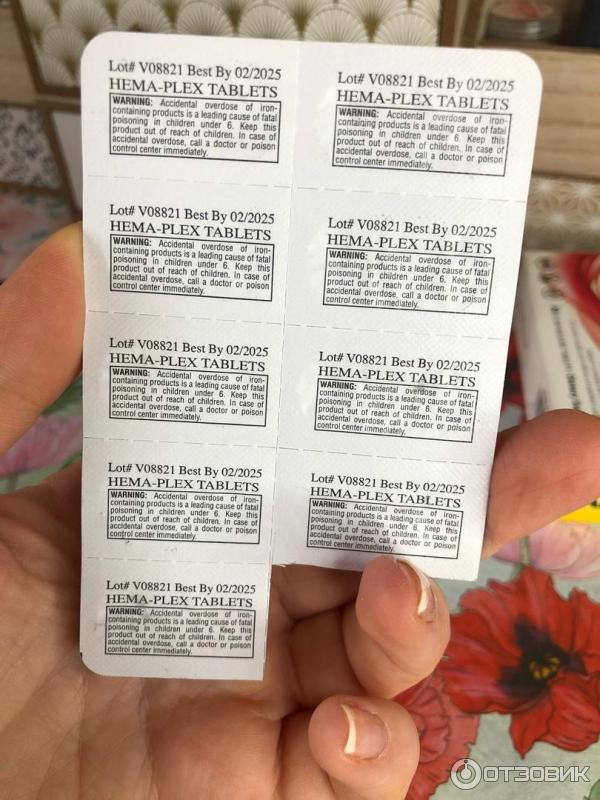 Lot# V08821 Best By 02/2025
HEMA-PLEX TABLETS
WARNING: Accidental overdose of iron-
containing products is a leading cause of fatal
poisoning in children under 6. Keep this
product out of reach of children. In case of
accidental overdose, call a doctor or poison
control center immediately.
Lot# V08821 Best By 02/2025
HEMA-PLEX TABLETS
WARNING: Accidental overdose of iron-
containing products is a leading cause of fatal
poisoning in children under 6. Keep this
product out of reach of children. In case of
accidental overdose, call a doctor or poison
control center immediately.
Lot# V08821 Best By 02/2025
HEMA-PLEX TABLETS
WARNING: Accidental overdose of iron-
containing products is a leading cause of fatal
poisoning in children under 6. Keep this
product out of reach of children. In case of
accidental overdose, call a doctor or poison
control center immediately.
Lot# V08821 Best By 02/2025
HEMA-PLEX TABLETS
WARNING: Accidental overdose of iron-
containing products is a leading cause of fatal
poisoning in children under 6. Keep this
product out of reach of children. In case of
accidental overdose, call a doctor or poison
control center immediately.
Lot# V08821 Best By 02/2025
HEMA-PLEX TABLETS
WARNING: Accidental overdose of iron-
containing products is a leading cause of fatal
poisoning in children under 6. Keep this
product out of reach of children. In case of
accidental overdose, call a doctor or poison
control center immediately.
Lot# V08821 Best By 02/2025
HEMA-PLEX TABLETS
WARNING: Accidental overdose of iron-
containing products is a leading cause of fatal
poisoning in children under 6. Keep this
product out of reach of children. In case of
accidental overdose, call a doctor or poison
control center immediately.
Lot# V08821 Best By 02/2025
HEMA-PLEX TABLETS
WARNING: Accidental overdose of iron-
containing products is a leading cause of fatal
poisoning in children under 6. Keep this
product out of reach of children. In case of
accidental overdose, call a doctor or poison
control center immediately.
Lot# V08821 Best By 02/2025
HEMA-PLEX TABLETS
WARNING: Accidental overdose of iron-
containing products is a leading cause of fatal
poisoning in children under 6. Keep this
product out of reach of children. In case of
accidental overdose, call a doctor or poison
control center immediately.
Lot# V08821 Best By 02/2025
HEMA-PLEX TABLETS
WARNING: Accidental overdose of iron-
containing products is a leading cause of fatal
poisoning in children under 6. Keep this
product out of reach of children. In case of
accidental overdose, call a doctor or poison
control center immediately.
ОТЗОВИК